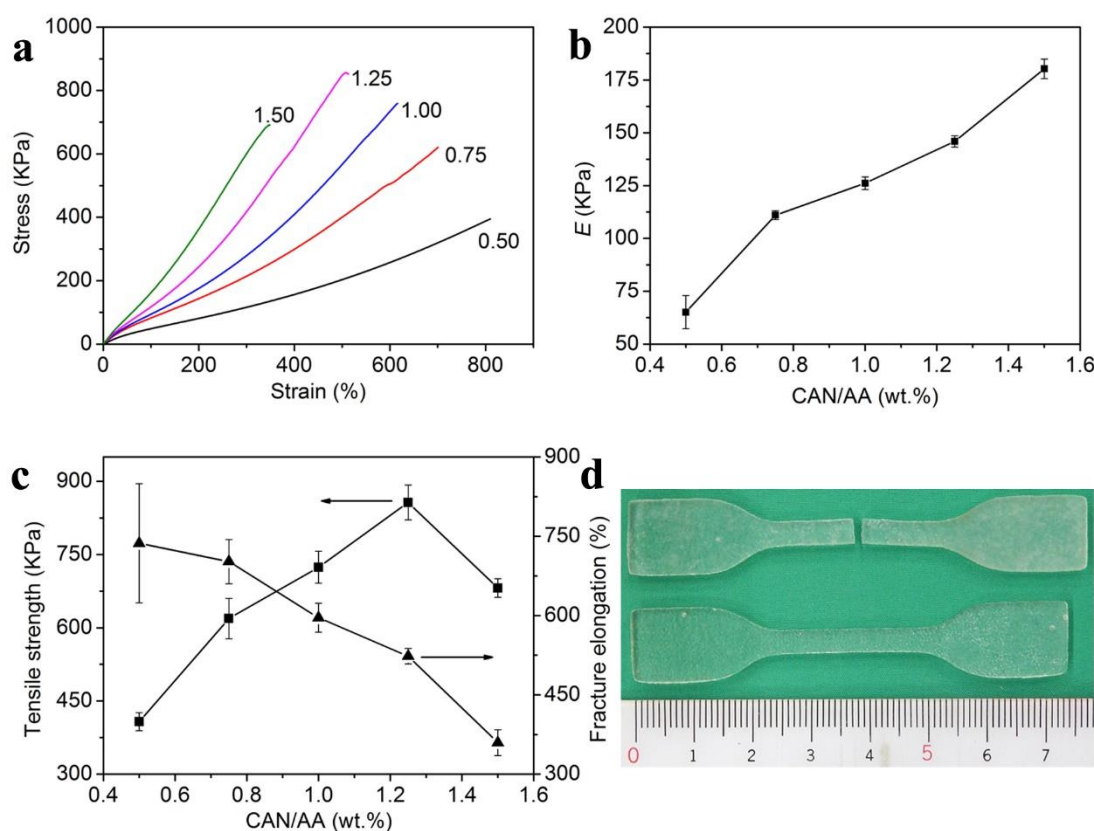 a
1000
800
600
400
200
0
0 200 400 600 800
Stress (KPa)
Strain (%)
1.50
1.25
1.00
0.75
0.50
b
200
175
150
125
100
75
50
0.4 0.6 0.8 1.0 1.2 1.4 1.6
E (KPa)
CAN/AA (wt.%)
c
900
750
600
450
300
0.4 0.6 0.8 1.0 1.2 1.4 1.6
Tensile strength (KPa)
CAN/AA (wt.%)
900
750
600
450
300
Fracture elongation (%)
d
0 1 2 3 4 5 6 7